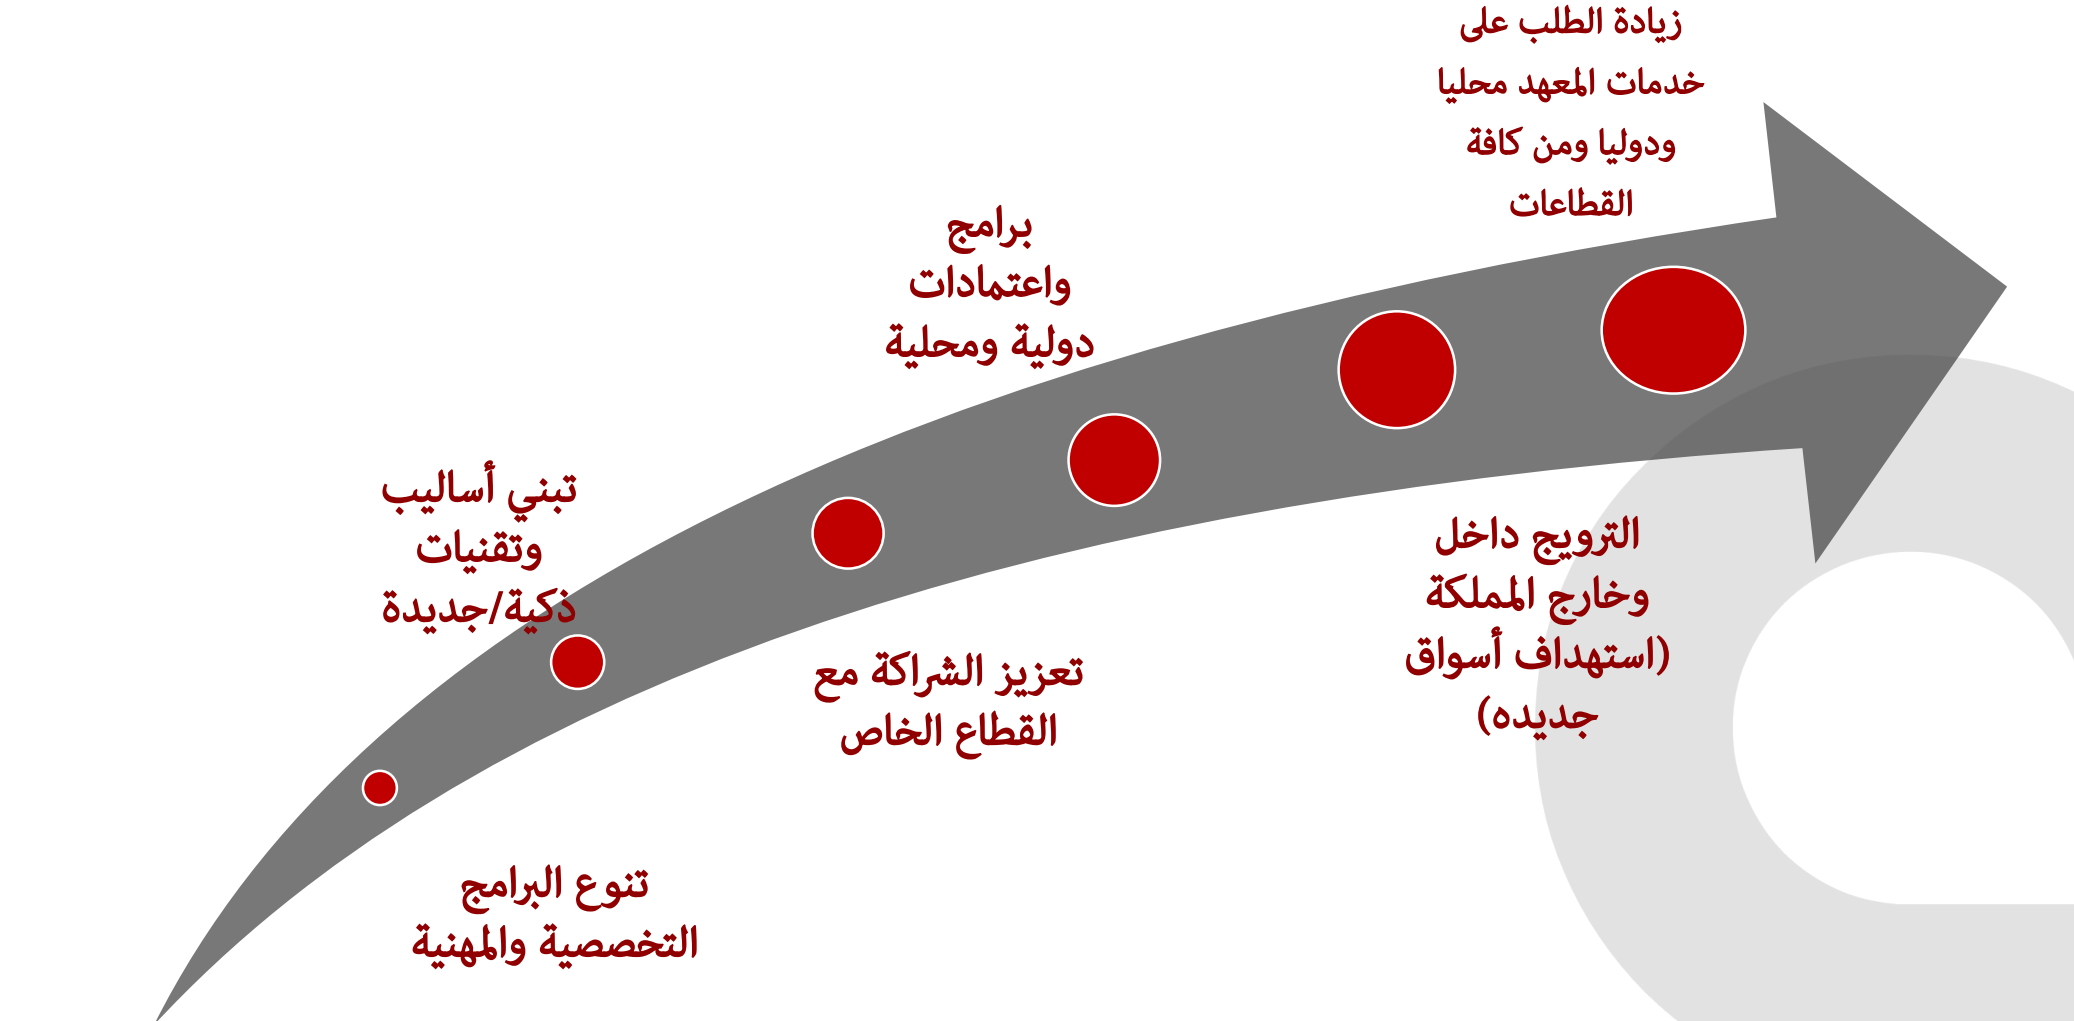 زيادة الطلب على
خدمات المعهد محليا
ودوليا ومن كافة
القطاعات
برامج
واعتمادات
دولية ومحلية
تبني أساليب
وتقنيات
ذكية/جديدة
الترويج داخل
وخارج المملكة
(استهداف أسواق
جديده)
تعزيز الشراكة مع
القطاع الخاص
تنوع البرامج
التخصصية والمهنية